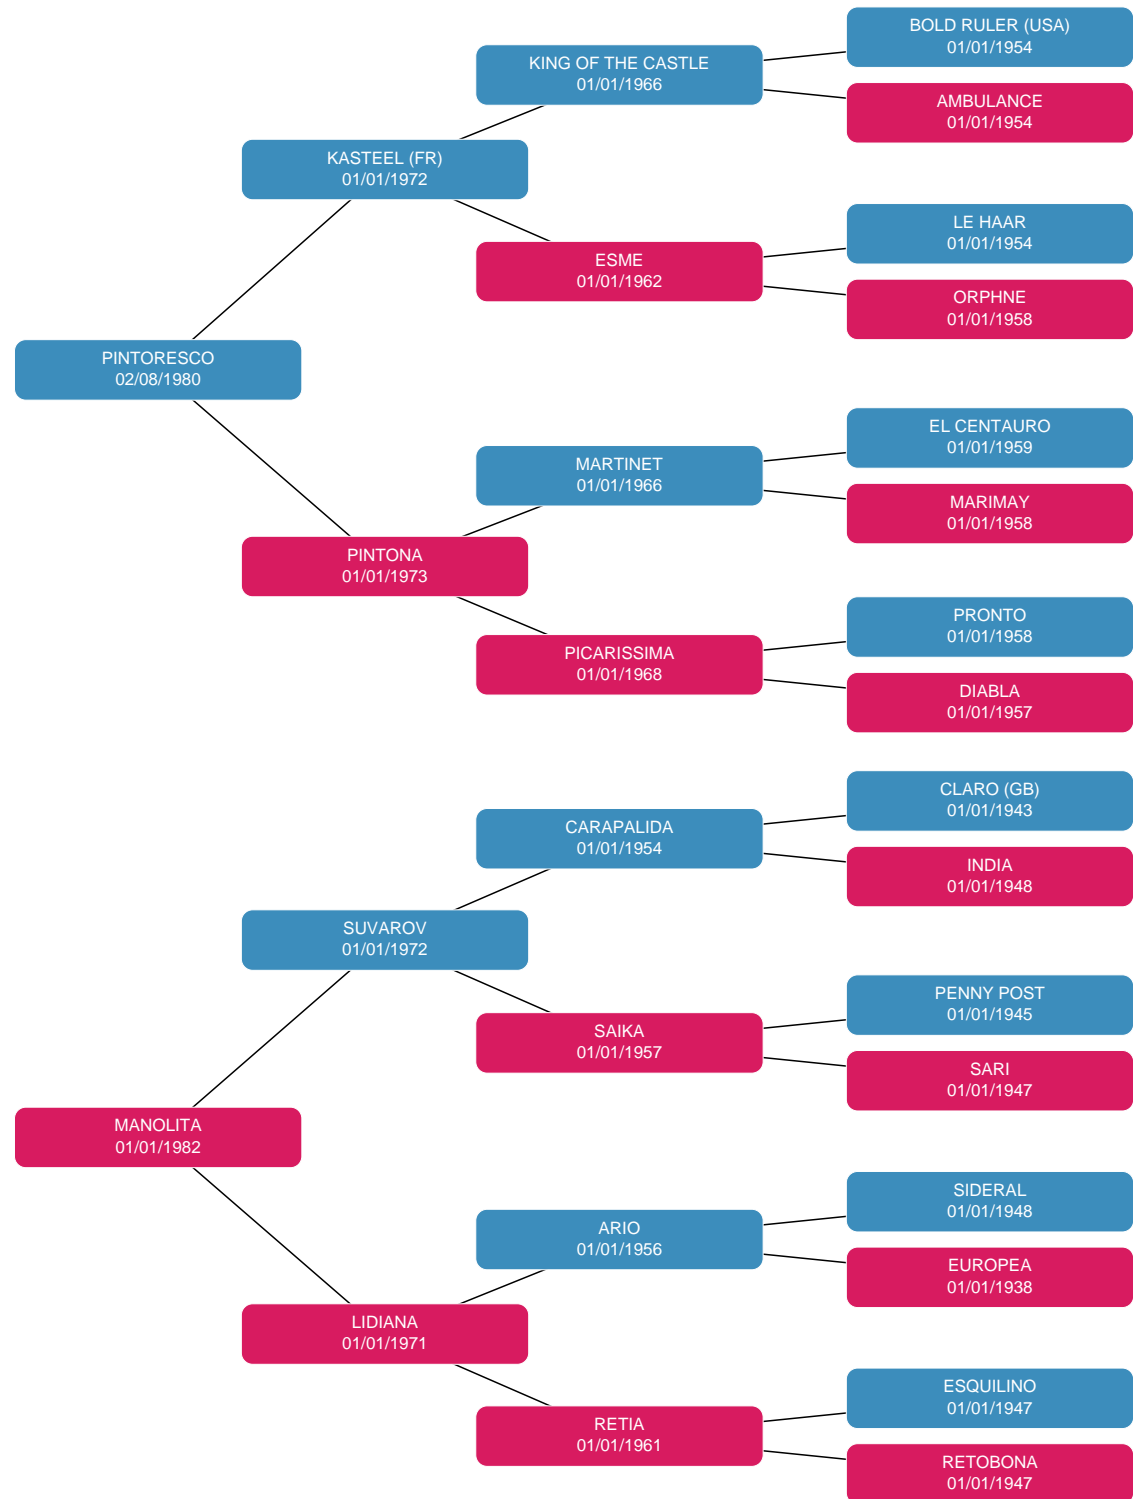 BOLD RULER (USA)
01/01/1954
KING OF THE CASTLE
01/01/1966
AMBULANCE
01/01/1954
KASTEEL (FR)
01/01/1972
LE HAAR
01/01/1954
ESME
01/01/1962
ORPHNE
01/01/1958
PINTORESCO
02/08/1980
EL CENTAURO
01/01/1959
MARTINET
01/01/1966
MARIMAY
01/01/1958
PINTONA
01/01/1973
PRONTO
01/01/1958
PICARISSIMA
01/01/1968
DIABLA
01/01/1957
CLARO (GB)
01/01/1943
CARAPALIDA
01/01/1954
INDIA
01/01/1948
SUVAROV
01/01/1972
PENNY POST
01/01/1945
SAIKA
01/01/1957
SARI
01/01/1947
MANOLITA
01/01/1982
SIDERAL
01/01/1948
ARIO
01/01/1956
EUROPEA
01/01/1938
LIDIANA
01/01/1971
ESQUILINO
01/01/1947
RETIA
01/01/1961
RETOBONA
01/01/1947